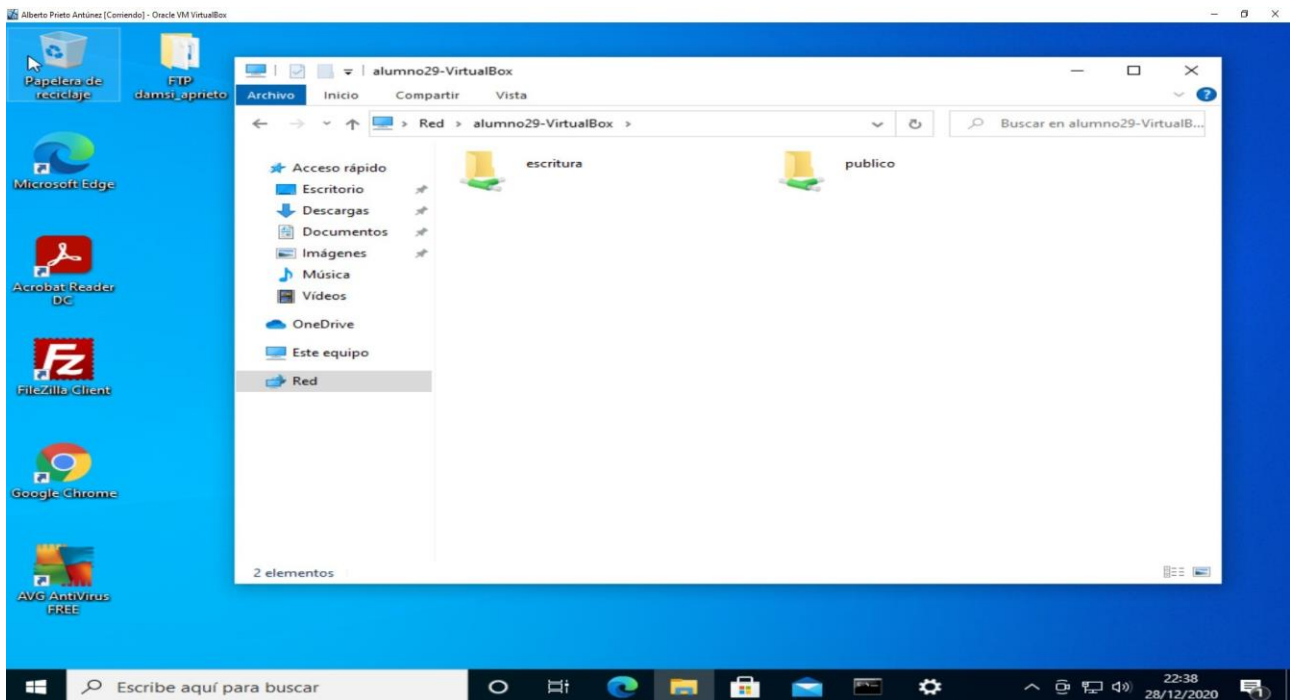 Alberto Prieto Antúnez [Corriendo] - Oracle VM VirtualBox
Papelera de
reciclaje
FTP
damsi_aprieto
Microsoft Edge
Acrobat Reader
DC
FileZilla Client
Google Chrome
AVG AntiVirus
FREE
alumno29-VirtualBox
Archivo Inicio Compartir Vista
Red > alumno29-VirtualBox >
Buscar en alumno29-VirtualB...
Acceso rápido
Escritorio
Descargas
Documentos
Imágenes
Música
Vídeos
OneDrive
Este equipo
Red
escritura
publico
2 elementos
Escribe aquí para buscar
22:38
28/12/2020